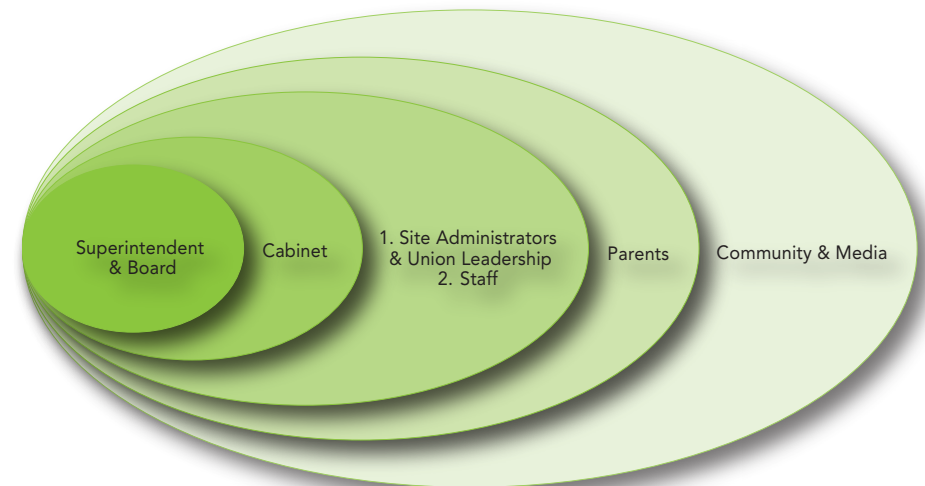 Superintendent
& Board
Cabinet
1. Site Administrators
& Union Leadership
2. Staff
Parents
Community & Media